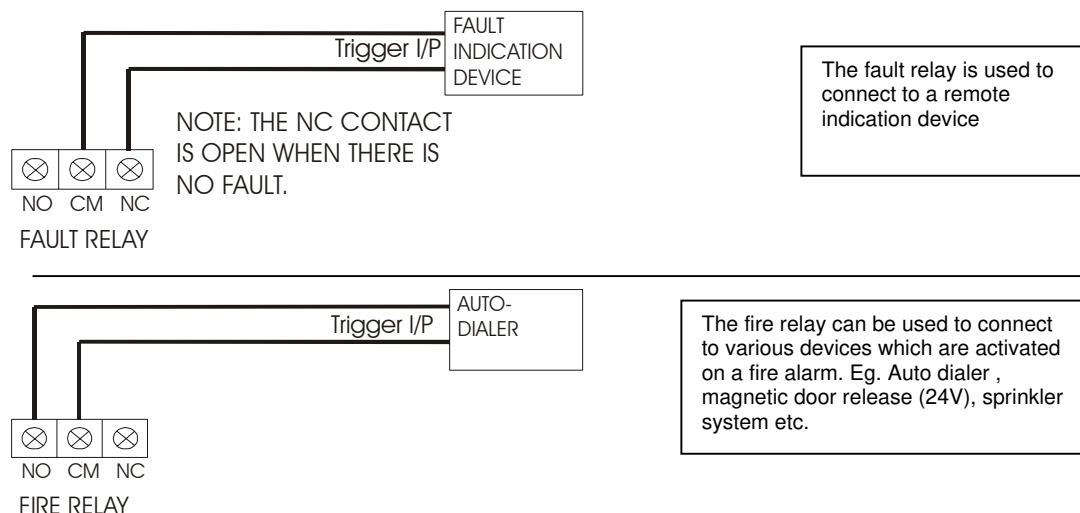 FAULT
INDICATION
DEVICE
Trigger I/P
The fault relay is used to
connect to a remote
indication device
NOTE: THE NC CONTACT
IS OPEN WHEN THERE IS
NO FAULT.
NO CM NC
FAULT RELAY
AUTO-
DIALER
Trigger I/P
The fire relay can be used to connect
to various devices which are activated
on a fire alarm. Eg. Auto dialer ,
magnetic door release (24V), sprinkler
system etc.
NO CM NC
FIRE RELAY